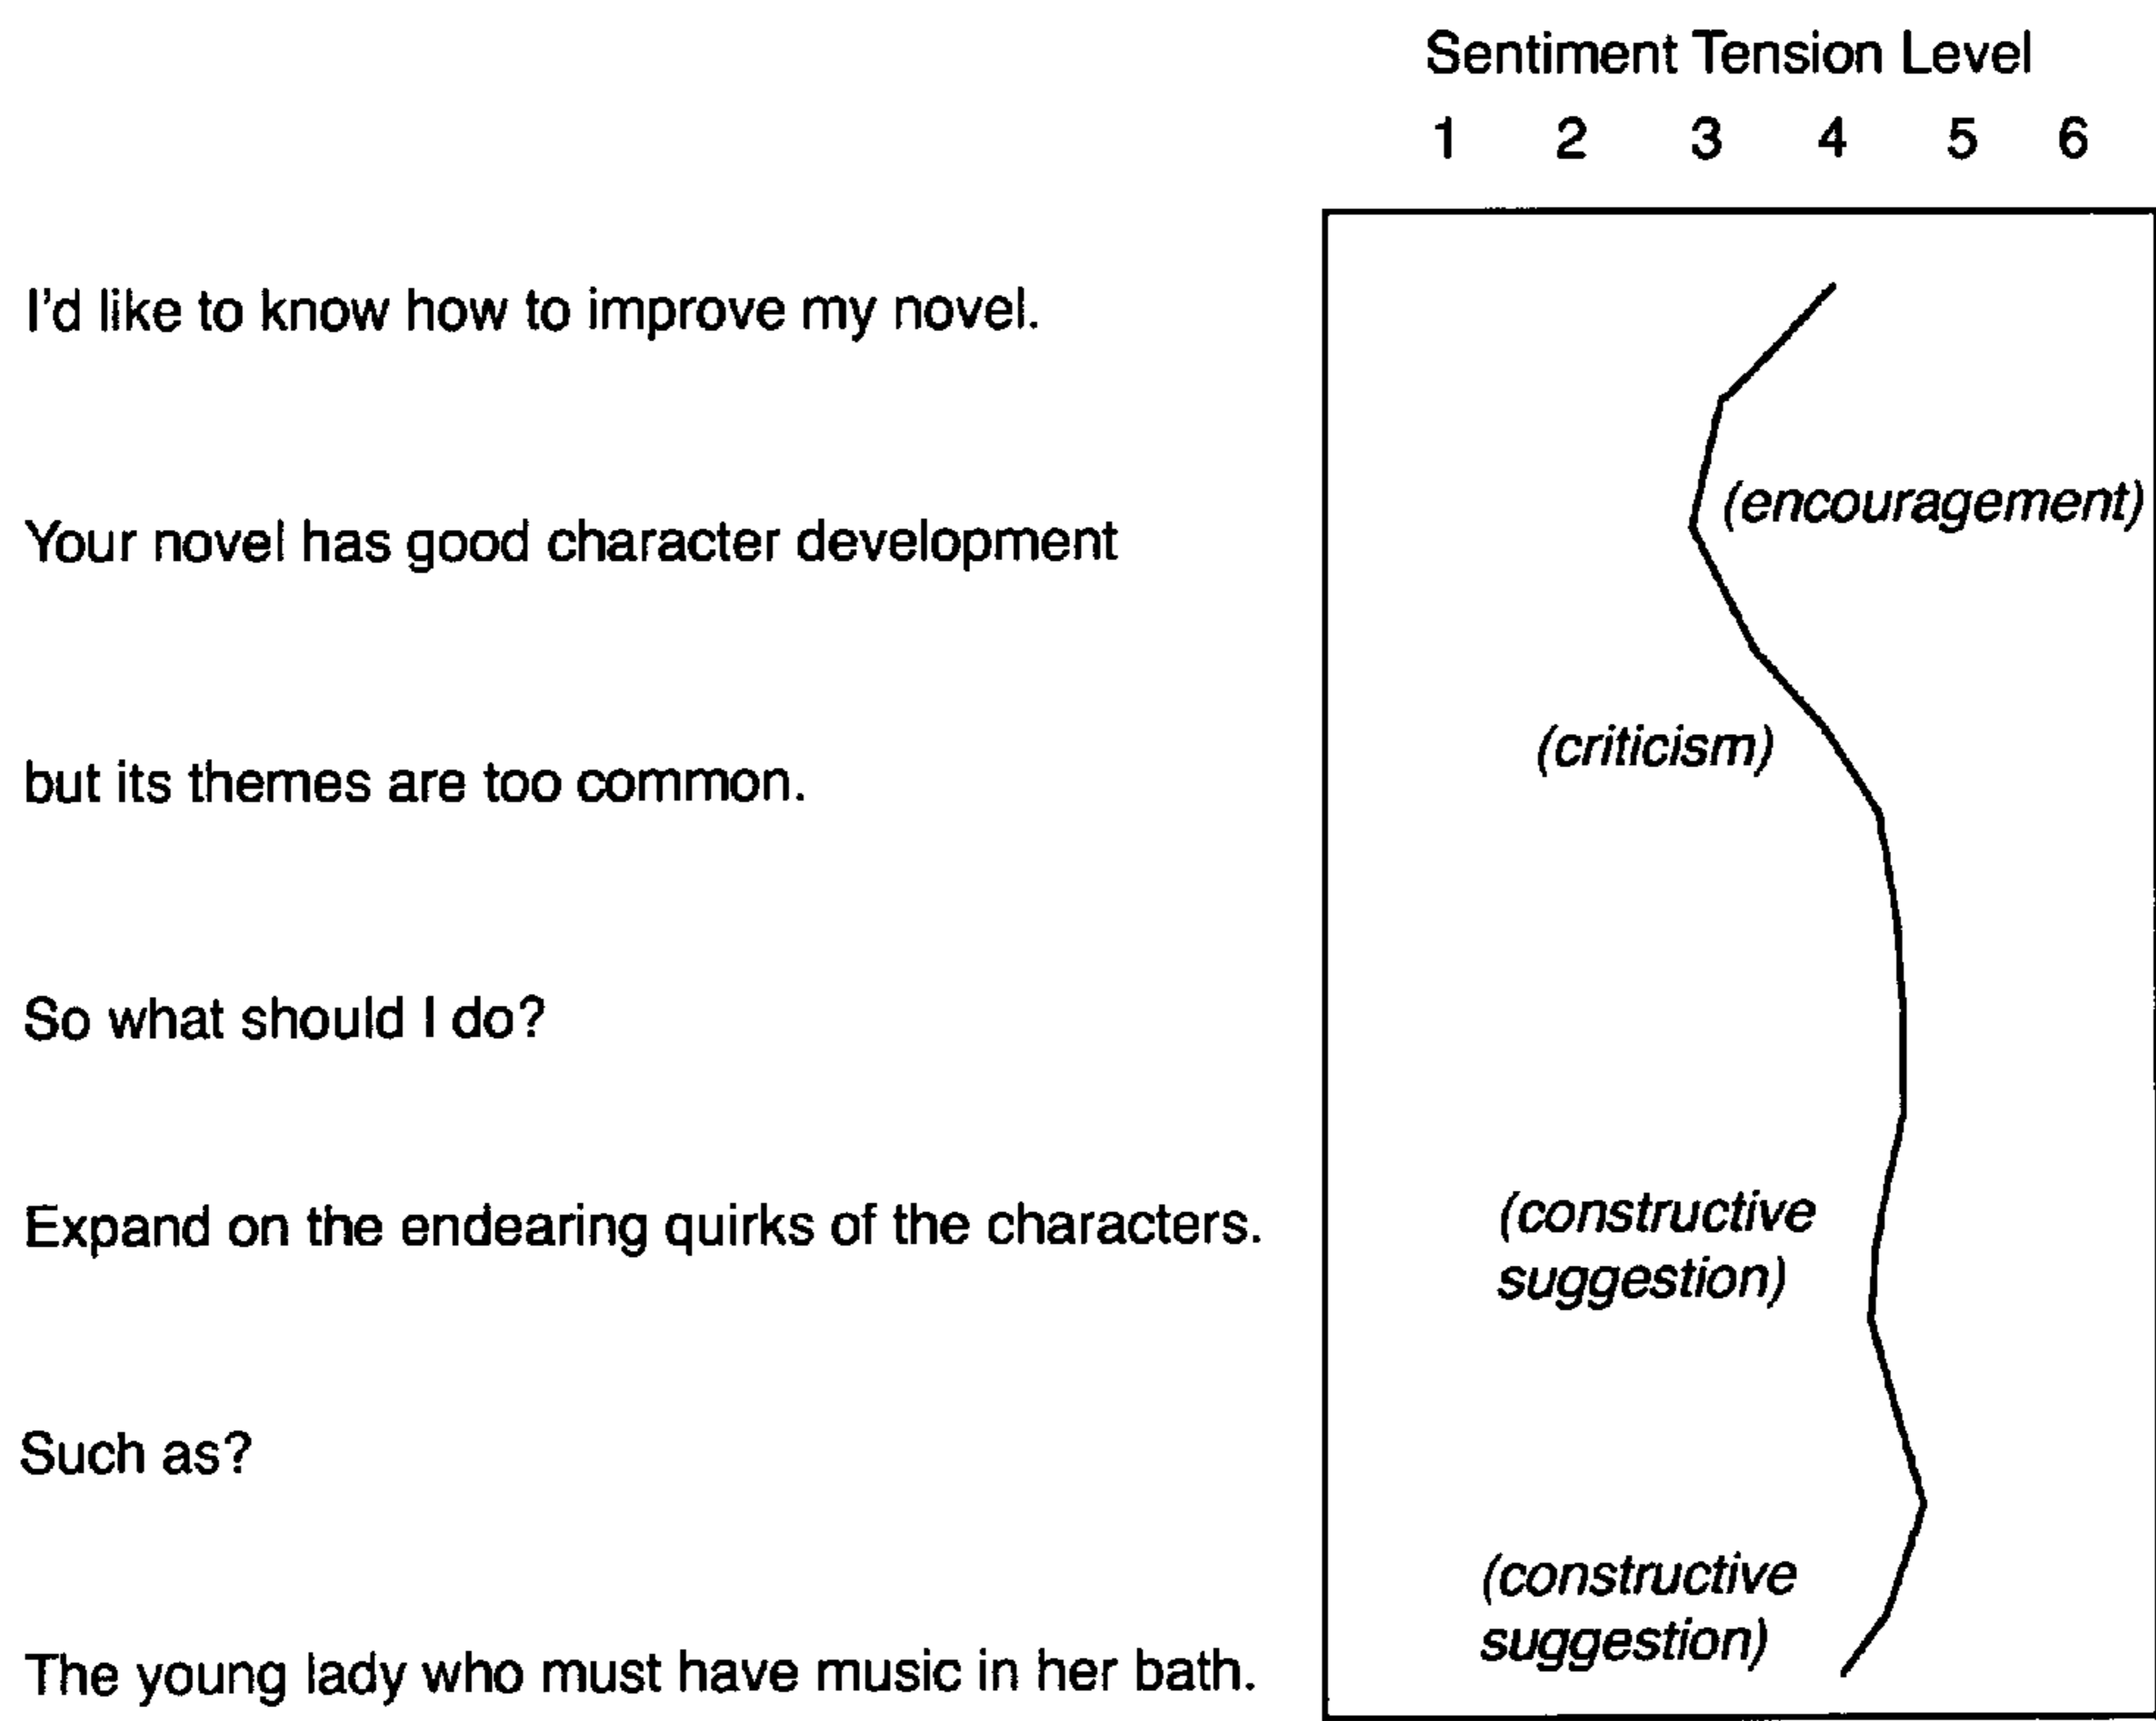 Sentiment Tension Level
1 2 3 4 5 6
I'd like to know how to improve my novel.
(encouragement)
Your novel has good character development
(criticism)
but its themes are too common.
So what should I do?
Expand on the endearing quirks of the characters.
(constructive
suggestion)
Such as?
(constructive
suggestion)
The young lady who must have music in her bath.